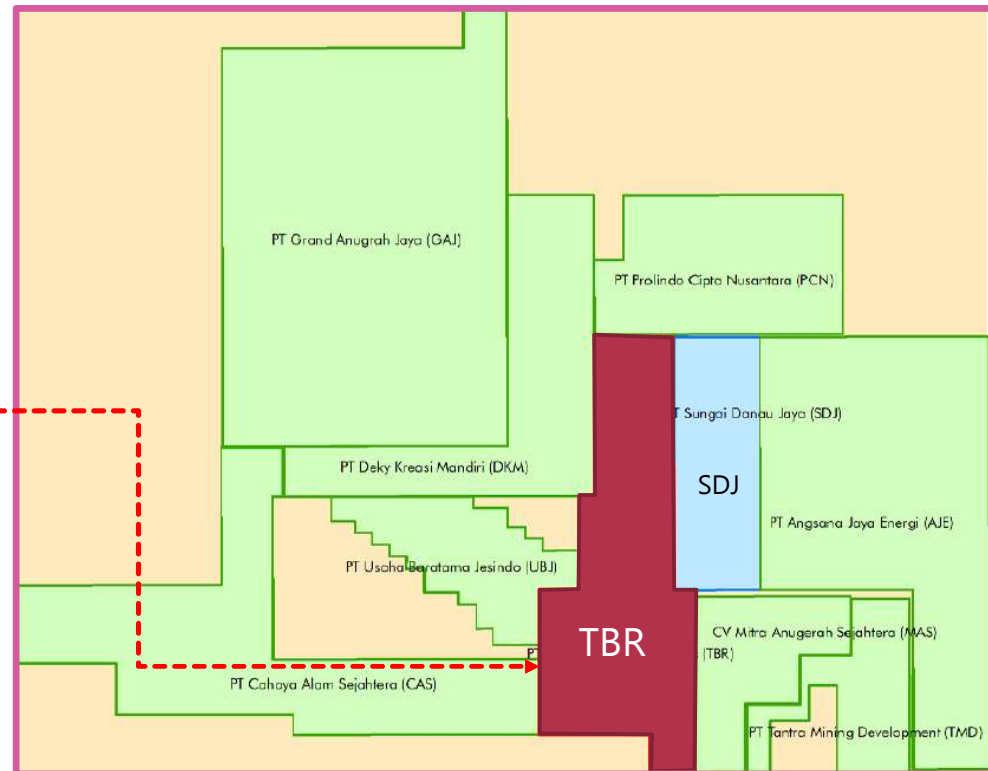 PT Grand Anugrah Jaya (GAJ)
PT Prolindo Cipta Nusantara (PCN)
T Sungai Danau Jaya (SDJ)
PT Deky Kreasi Mandiri (DKM)
SDJ
PT Angsana Jaya Energi (AJE)
PT Usaha Baratama Jesindo (UBJ)
TBR
CV Mitra Anugerah Sejahtera (MAS)
(TBR)
PT Cahaya Alam Sejahtera (CAS)
PT Tantra Mining Development (TMD)